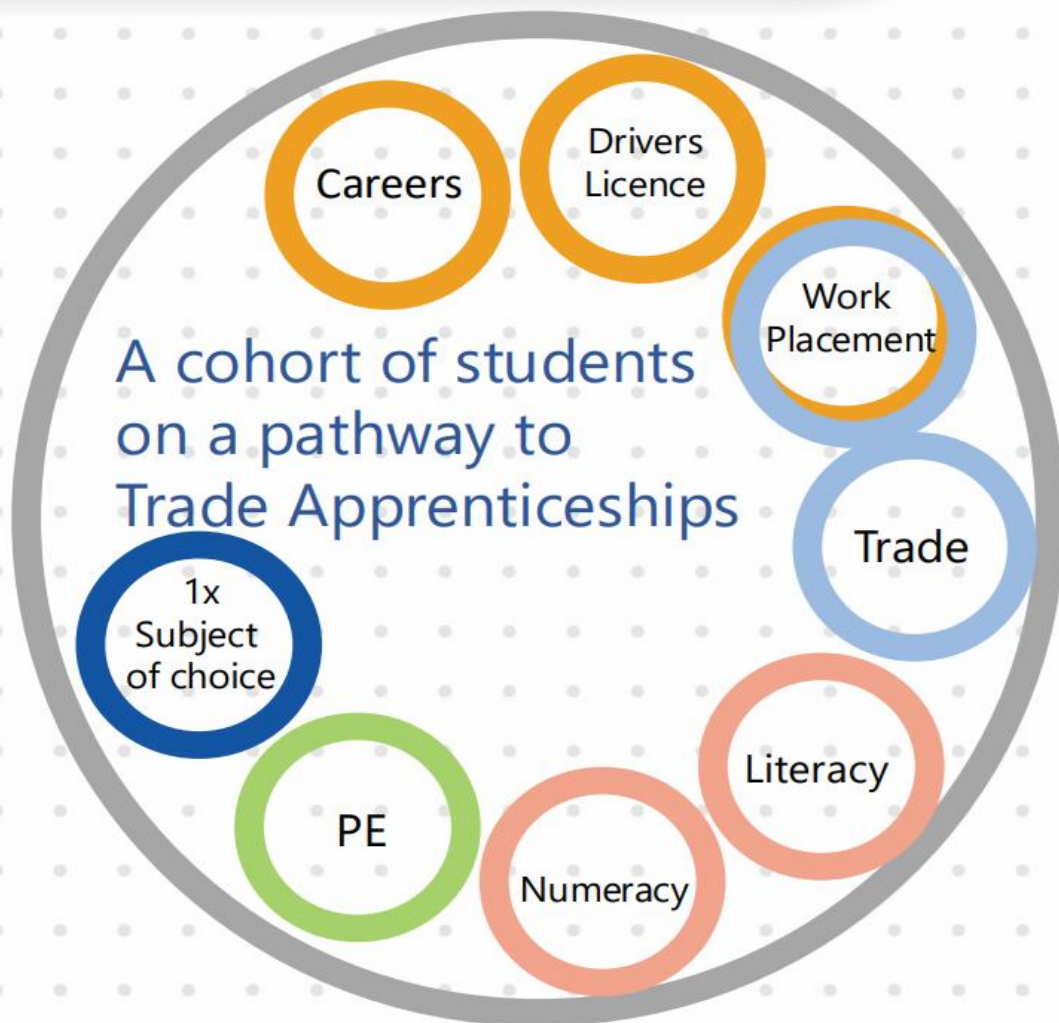 Careers
Drivers
Licence
Work
Placement
A cohort of students
on a pathway to
Trade Apprenticeships
Trade
1x
Subject
of choice
Literacy
PE
Numeracy